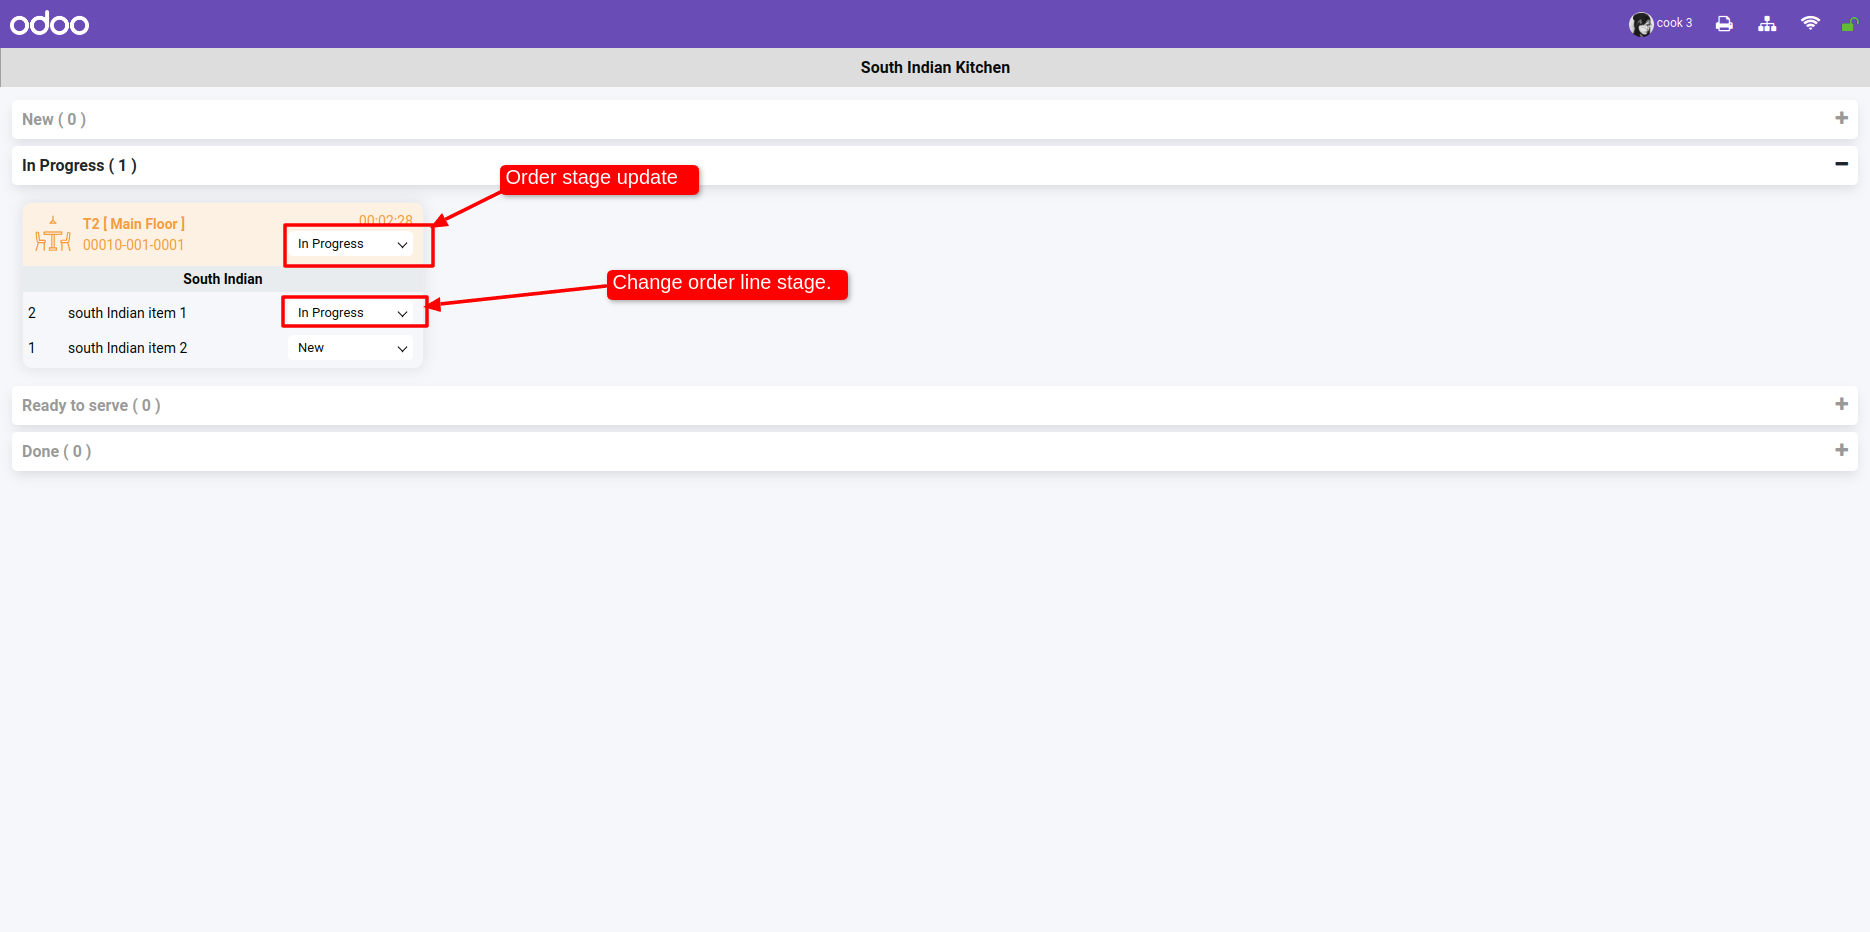 odoo
cook 3
South Indian Kitchen
New ( 0 )
In Progress ( 1 )
Order stage update
T2 [ Main Floor ]
00:02:28
00010-001-0001
In Progress
South Indian
Change order line stage.
2 south Indian item 1 In Progress
1 south Indian item 2 New
Ready to serve ( 0 )
Done ( 0 )